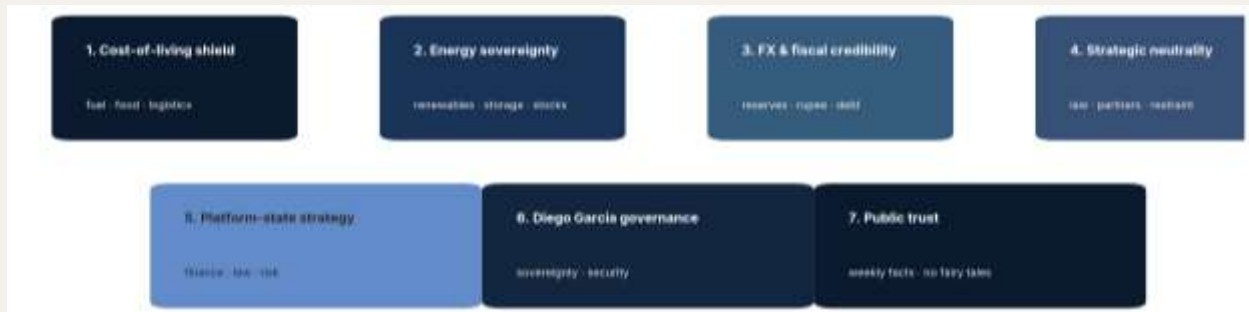 1. Cost-of-living shield
fuel · food · logistics
2. Energy sovereignty
renewables · storage · stocks
3. FX & fiscal credibility
reserves · rupee · debt
4. Strategic neutrality
law · partners · restraint
5. Platform-state strategy
finance · law · risk
6. Diego Garcia governance
sovereignty · security
7. Public trust
weekly facts · no fairy tales